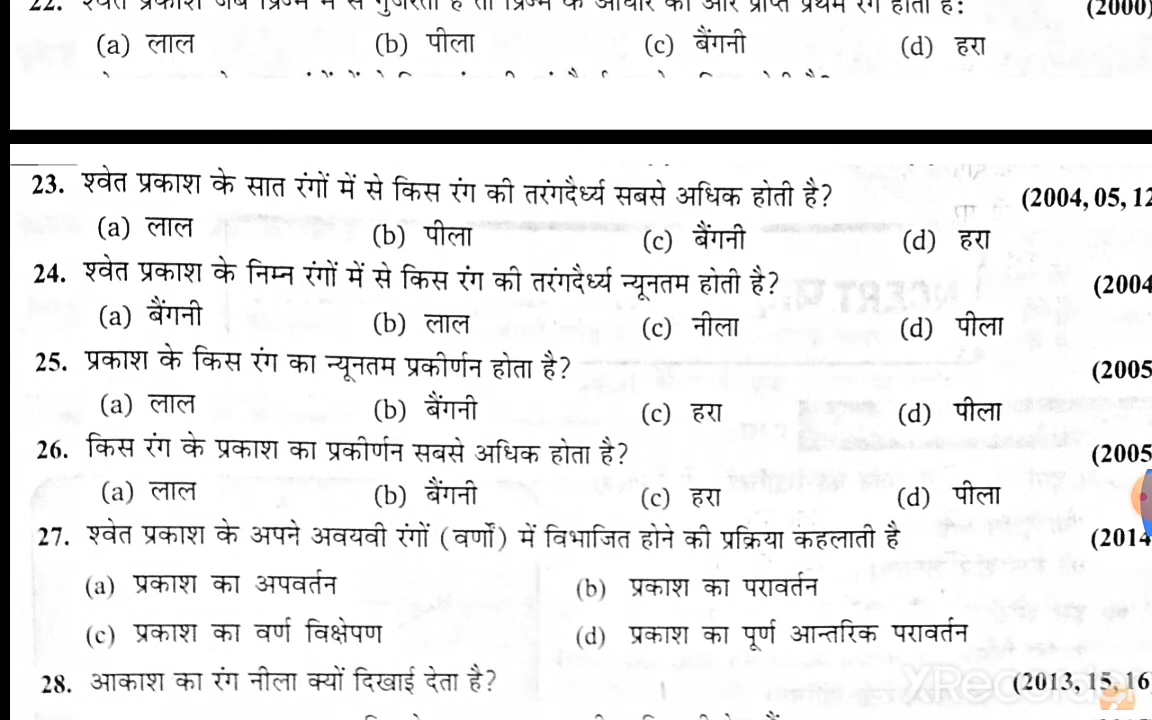 (2000)
(a) लाल (b) पीला (c) बैंगनी (d) हरा
23. श्वेत प्रकाश के सात रंगों में से किस रंग की तरंगदैर्ध्य सबसे अधिक होती है? (2004, 05, 12
(a) लाल (b) पीला (c) बैंगनी (d) हरा
24. श्वेत प्रकाश के निम्न रंगों में से किस रंग की तरंगदैर्ध्य न्यूनतम होती है? (2004
(a) बैंगनी (b) लाल (c) नीला (d) पीला
25. प्रकाश के किस रंग का न्यूनतम प्रकीर्णन होता है? (2005
(a) लाल (b) बैंगनी (c) हरा (d) पीला
26. किस रंग के प्रकाश का प्रकीर्णन सबसे अधिक होता है? (2005
(a) लाल (b) बैंगनी (c) हरा (d) पीला
27. श्वेत प्रकाश के अपने अवयवी रंगों (वर्णों) में विभाजित होने की प्रक्रिया कहलाती है (2014
(a) प्रकाश का अपवर्तन (b) प्रकाश का परावर्तन
(c) प्रकाश का वर्ण विक्षेपण (d) प्रकाश का पूर्ण आन्तरिक परावर्तन
28. आकाश का रंग नीला क्यों दिखाई देता है? (2013, 15, 16
XRecorder